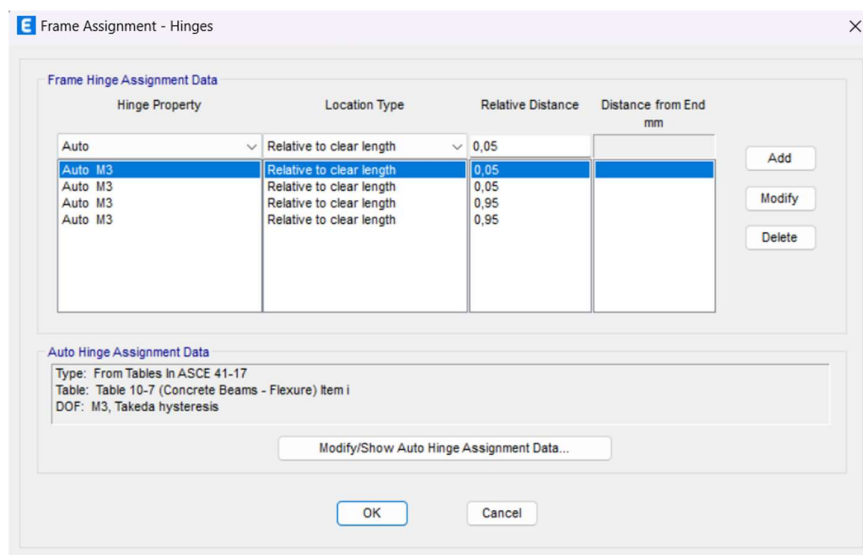 E Frame Assignment - Hinges
Frame Hinge Assignment Data
Hinge Property Location Type Relative Distance Distance from End
mm
Auto Relative to clear length 0,05
Auto M3 Relative to clear length 0,05
Auto M3 Relative to clear length 0,05
Auto M3 Relative to clear length 0,95
Auto M3 Relative to clear length 0,95
Add
Modify
Delete
Auto Hinge Assignment Data
Type: From Tables In ASCE 41-17
Table: Table 10-7 (Concrete Beams - Flexure) Item i
DOF: M3, Takeda hysteresis
Modify/Show Auto Hinge Assignment Data...
OK Cancel